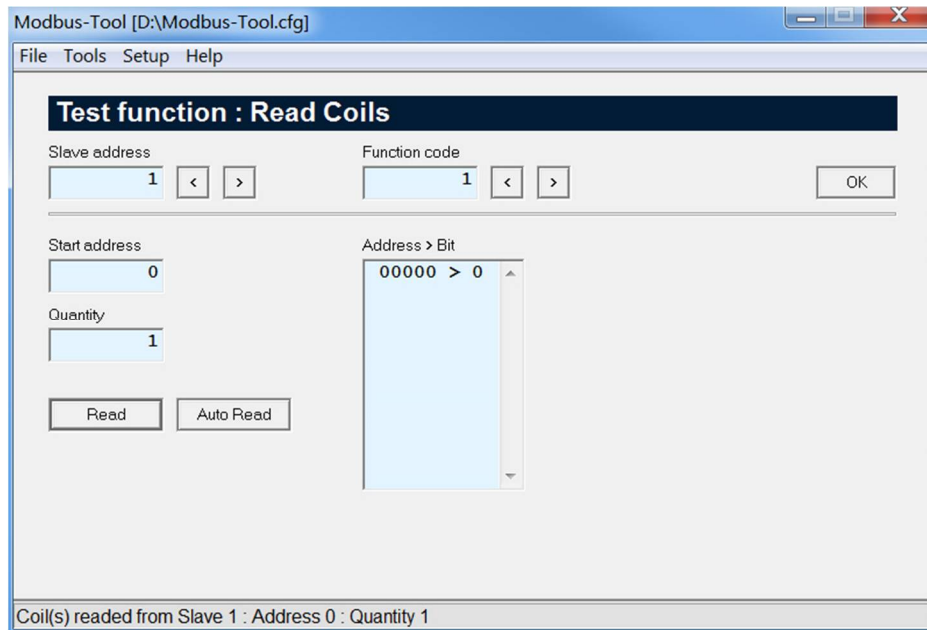 Modbus-Tool [D:\Modbus-Tool.cfg]
File Tools Setup Help
Test function : Read Coils
Slave address
1 < >
Function code
1 < >
OK
Start address
0
Quantity
1
Read Auto Read
Address > Bit
00000 > 0
Coil(s) readed from Slave 1 : Address 0 : Quantity 1